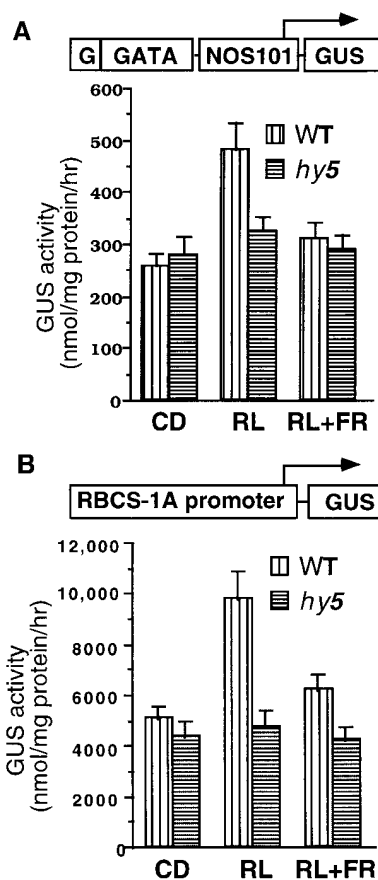 A
G GATA NOS101 GUS
600
500
400
300
200
100
0
GUS activity
(nmol/mg protein/hr)
WT
hy5
CD RL RL+FR
B
RBCS-1A promoter GUS
12,000
10,000
8000
6000
4000
2000
0
GUS activity
(nmol/mg protein/hr)
WT
hy5
CD RL RL+FR